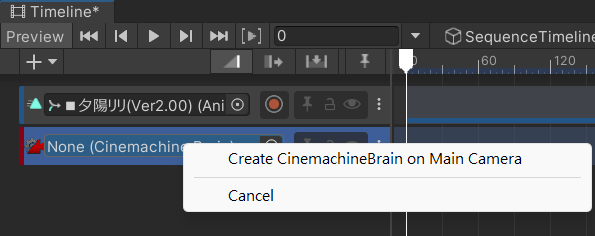 Timeline*
Preview
0
SequenceTimeline
60
120
夕陽リリ(Ver2.00) (Ani
None (Cinemachine
Create CinemachineBrain on Main Camera
Cancel